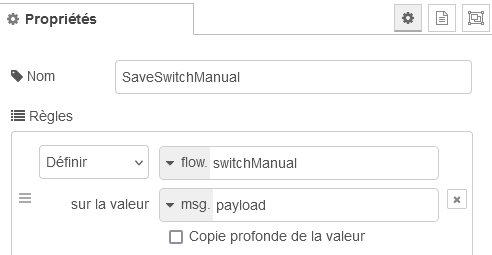 Propriétés
Nom SaveSwitchManual
Règles
Définir flow. switchManual
sur la valeur msg. payload
Copie profonde de la valeur